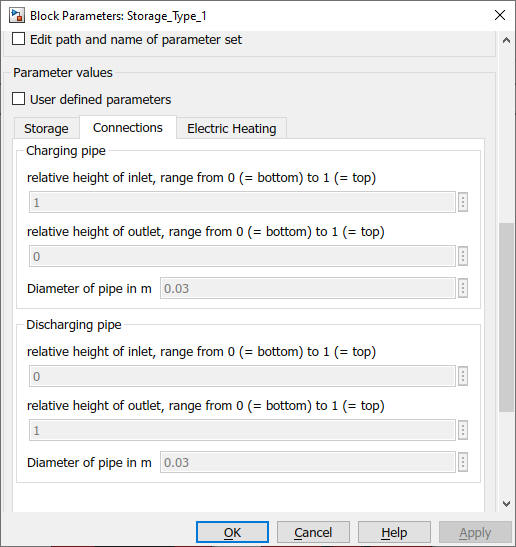 Block Parameters: Storage_Type_1
Edit path and name of parameter set
Parameter values
User defined parameters
Storage Connections Electric Heating
Charging pipe
relative height of inlet, range from 0 (= bottom) to 1 (= top)
1
relative height of outlet, range from 0 (= bottom) to 1 (= top)
0
Diameter of pipe in m 0.03
Discharging pipe
relative height of inlet, range from 0 (= bottom) to 1 (= top)
0
relative height of outlet, range from 0 (= bottom) to 1 (= top)
1
Diameter of pipe in m 0.03
OK Cancel Help Apply